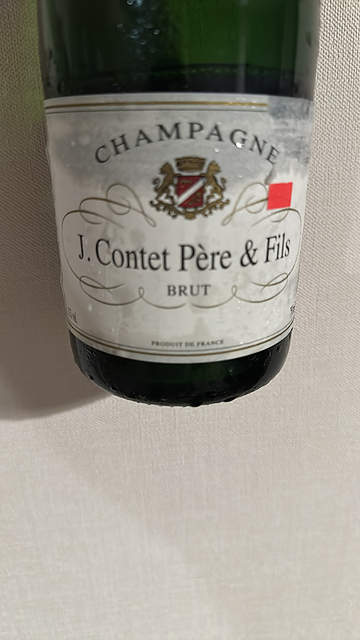 CHAMPAGNE
J. Contet Père & Fils
BRUT
PRODUIT DE FRANCE